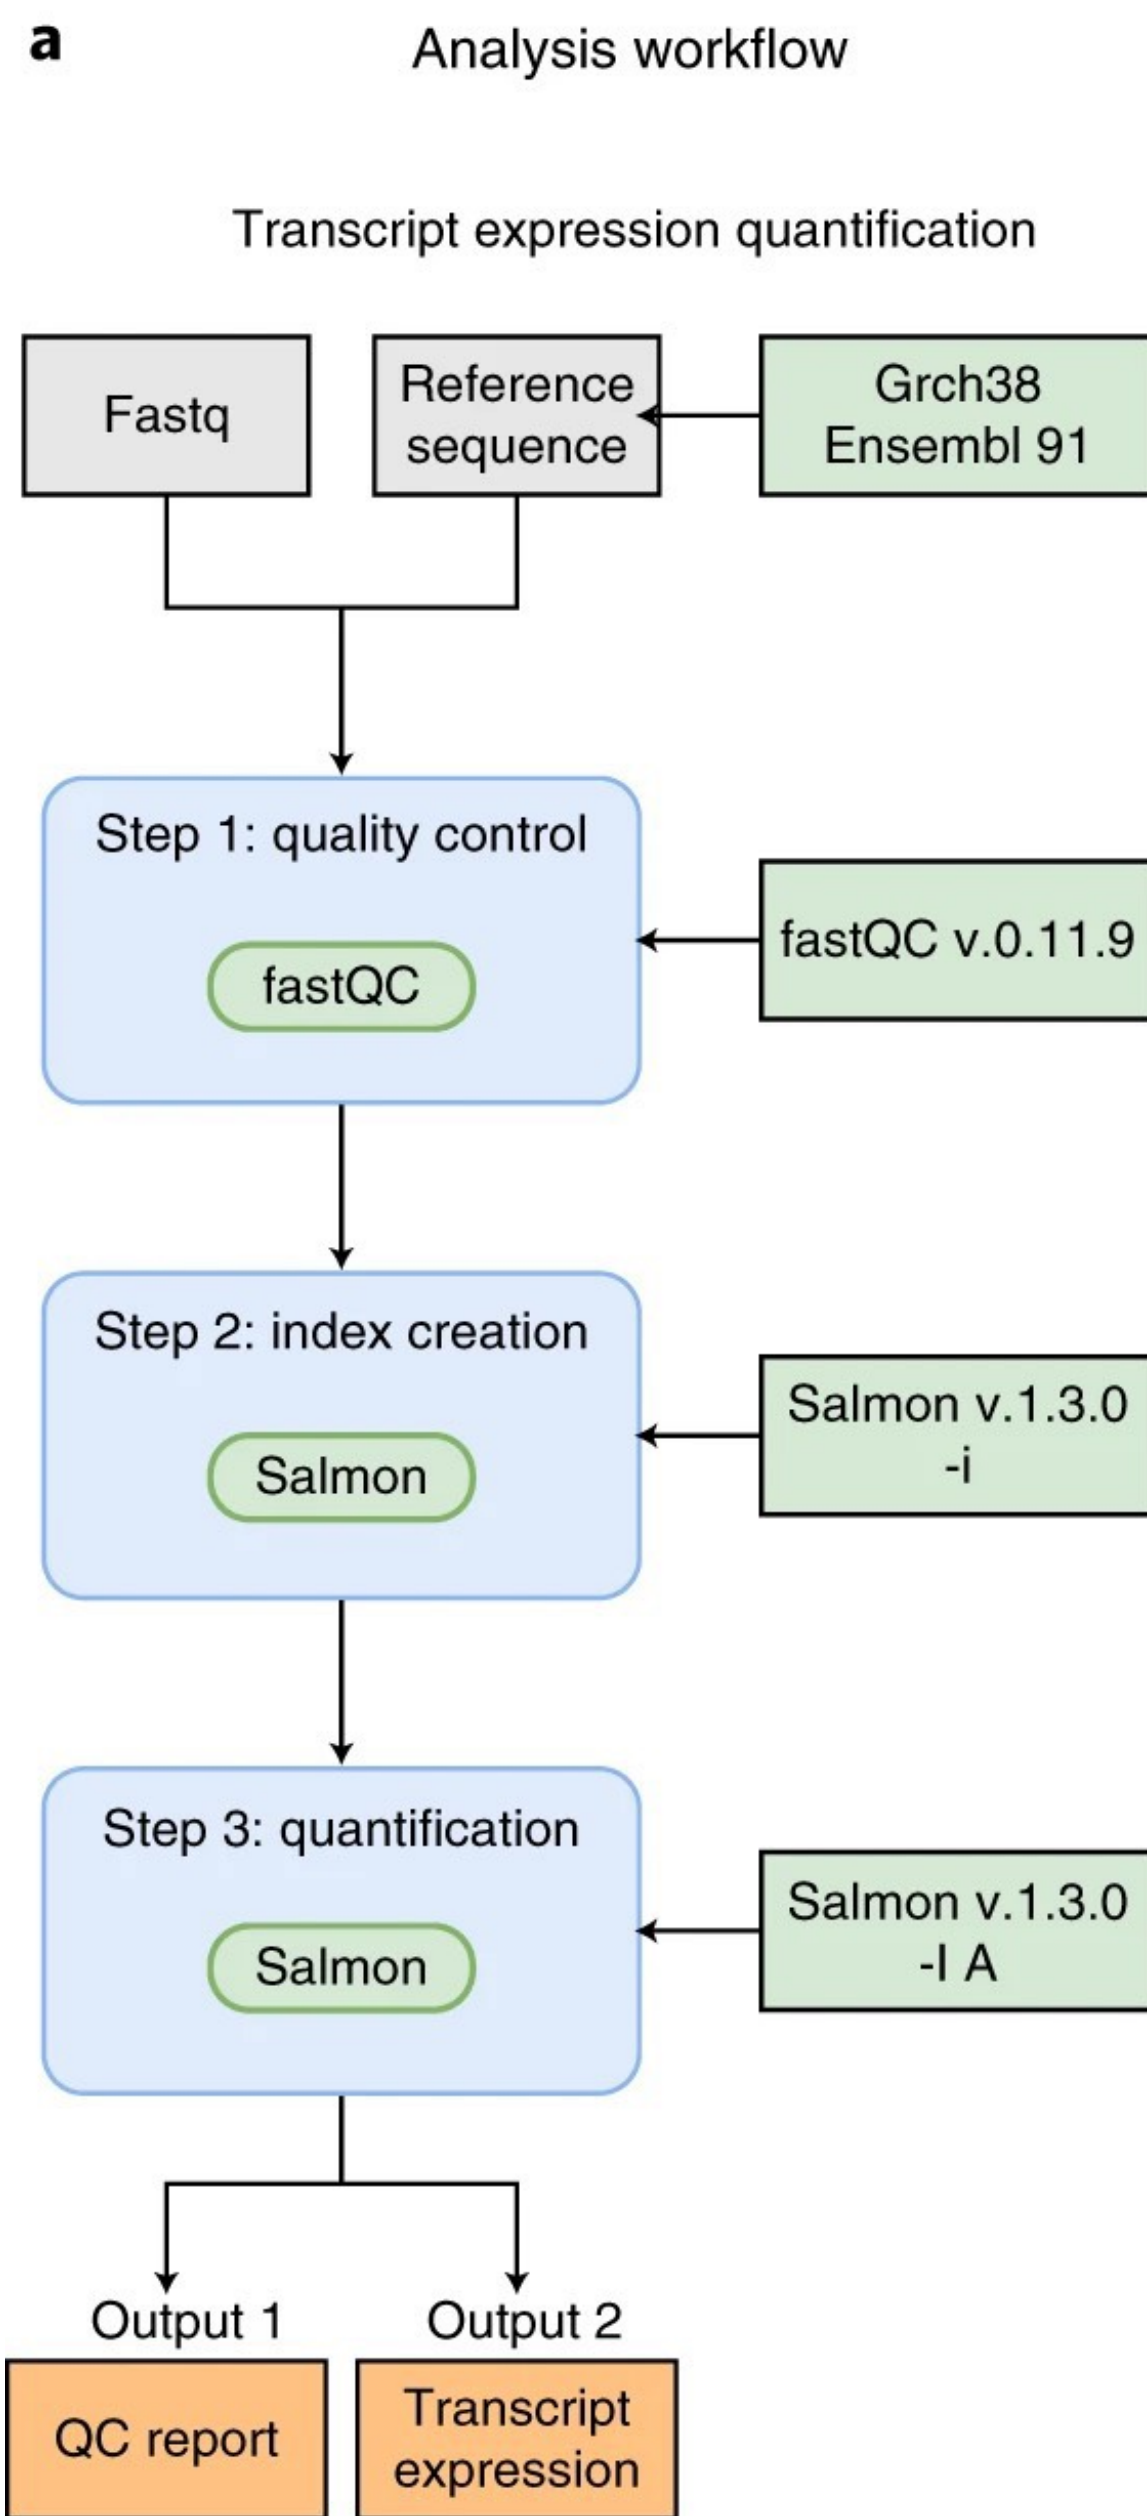 a
Analysis workflow
Transcript expression quantification
Fastq
Reference
sequence
Grch38
Ensembl 91
Step 1: quality control
fastQC
fastQC v.0.11.9
Step 2: index creation
Salmon
Salmon v.1.3.0
-i
Step 3: quantification
Salmon
Salmon v.1.3.0
-l A
Output 1
Output 2
QC report
Transcript
expression